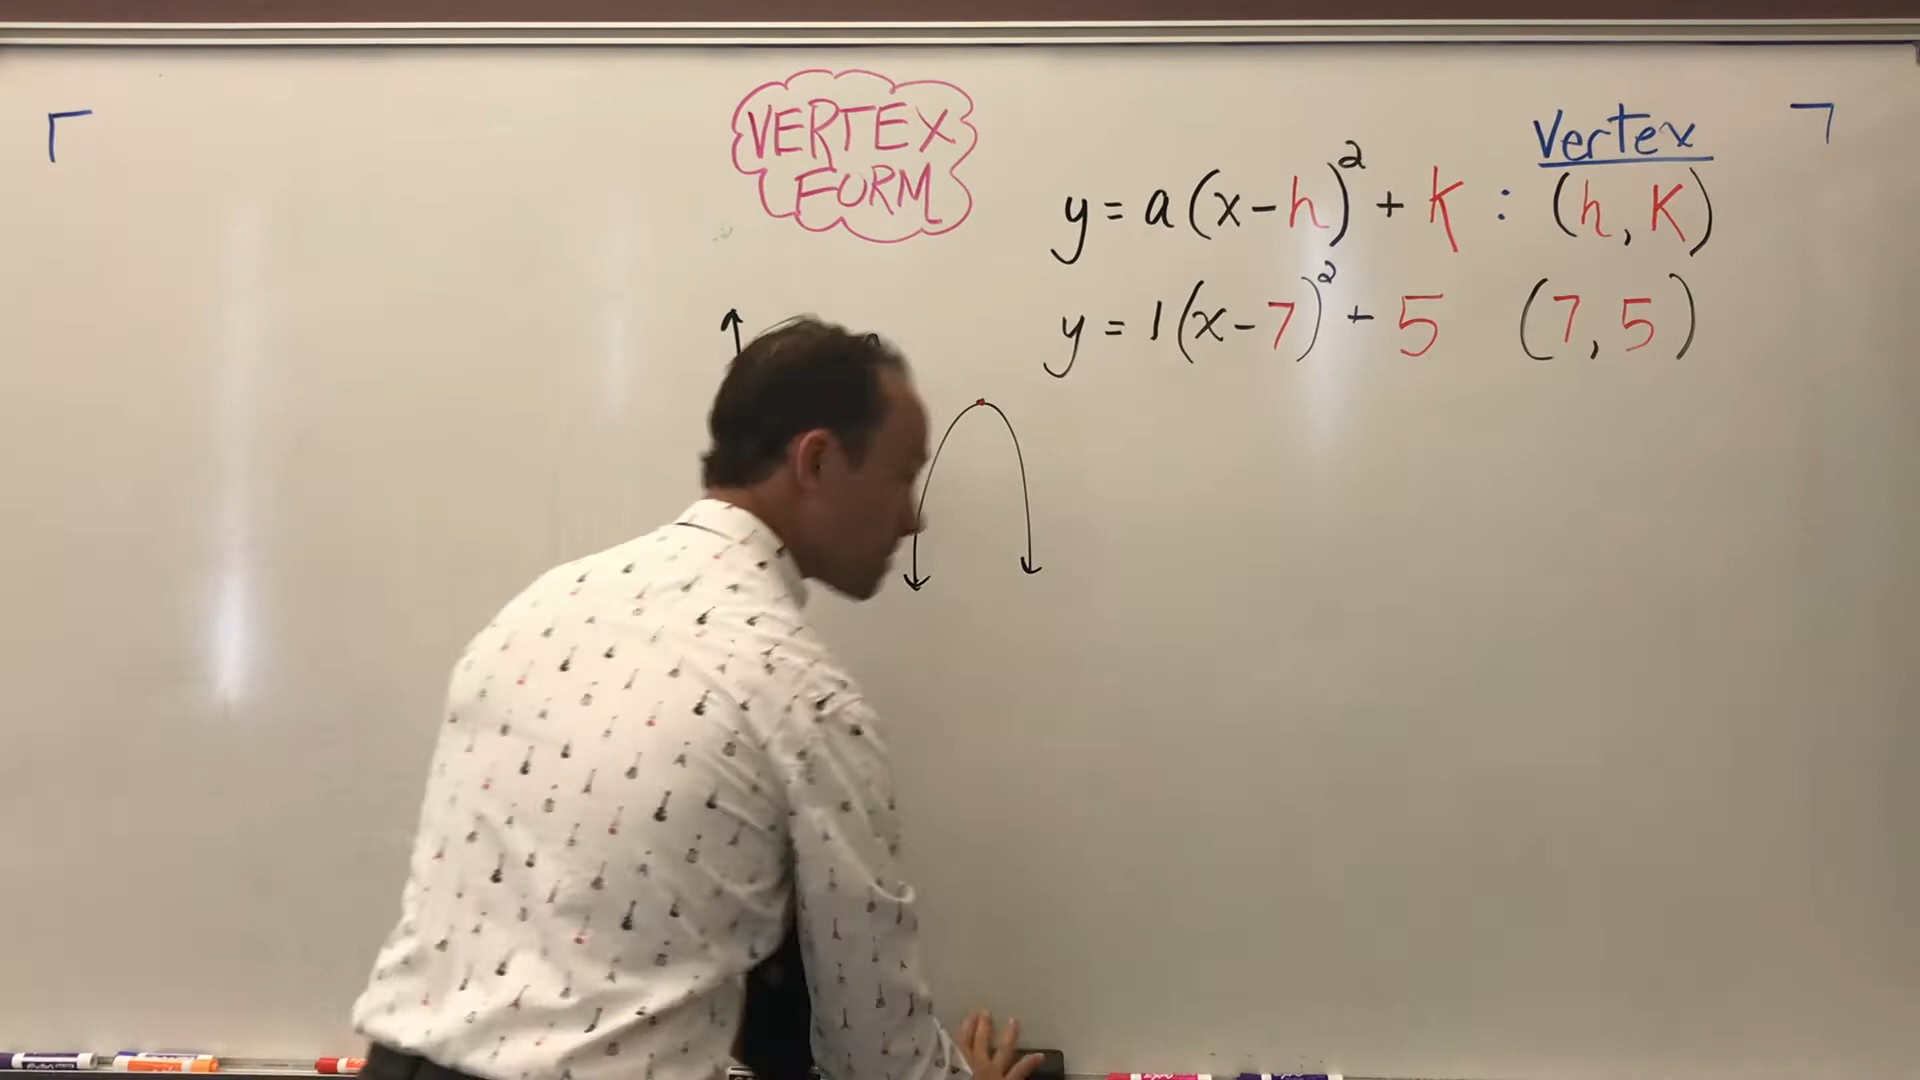 VERTEX
FORM
Vertex
y = a(x-h)² + k : (h, k)
y = 1(x-7)² + 5 (7, 5)